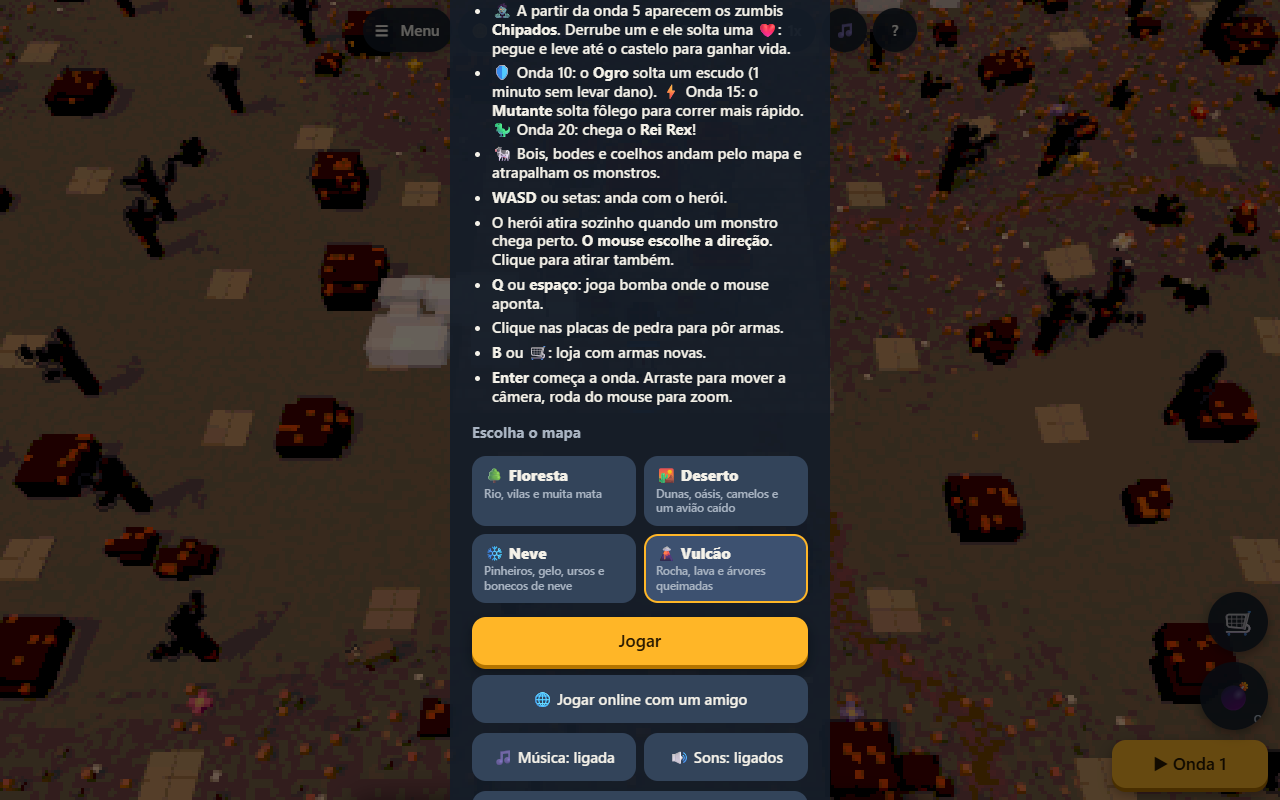 Menu
?
A partir da onda 5 aparecem os zumbis
Chipados. Derrube um e ele solta uma ❤️:
pegue e leve até o castelo para ganhar vida.
Onda 10: o Ogro solta um escudo (1
minuto sem levar dano). ⚡ Onda 15: o
Mutante solta fôlego para correr mais rápido.
🦖 Onda 20: chega o Rei Rex!
Bois, bodes e coelhos andam pelo mapa e
atrapalham os monstros.
WASD ou setas: anda com o herói.
O herói atira sozinho quando um monstro
chega perto. O mouse escolhe a direção.
Clique para atirar também.
Q ou espaço: joga bomba onde o mouse
aponta.
Clique nas placas de pedra para pôr armas.
B ou 🛒: loja com armas novas.
Enter começa a onda. Arraste para mover a
câmera, roda do mouse para zoom.
Escolha o mapa
Floresta
Rio, vilas e muita mata
Deserto
Dunas, oásis, camelos e
um avião caído
Neve
Pinheiros, gelo, ursos e
bonecos de neve
Vulcão
Rocha, lava e árvores
queimadas
Jogar
Jogar online com um amigo
Música: ligada
Sons: ligados
▶ Onda 1